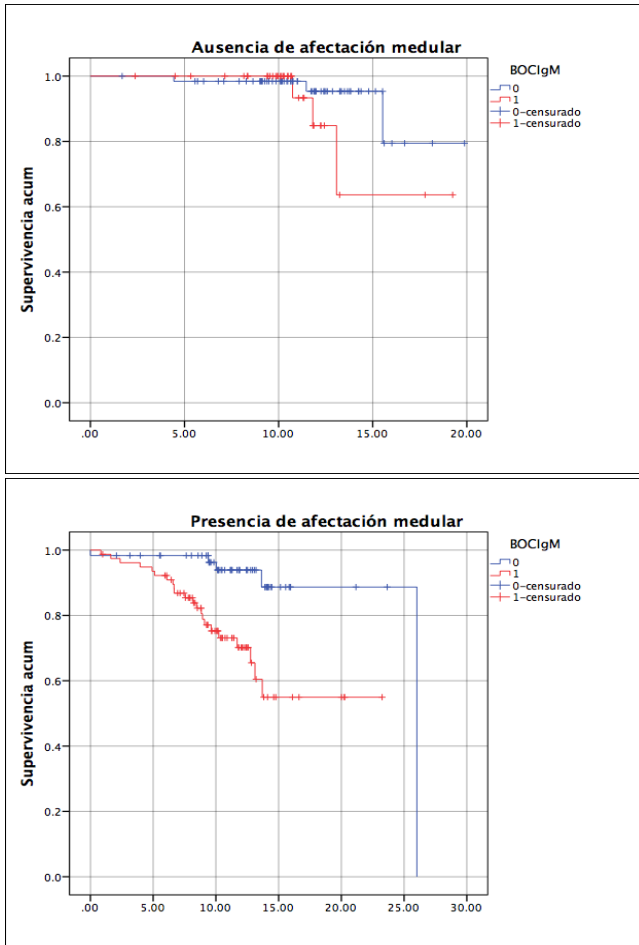 Ausencia de afectación medular
BOCIgM
0
1
0-censurado
1-censurado
Supervivencia acum
1.0
0.8
0.6
0.4
0.2
0.0
.00 5.00 10.00 15.00 20.00
Presencia de afectación medular
BOCIgM
0
1
0-censurado
1-censurado
Supervivencia acum
1.0
0.8
0.6
0.4
0.2
0.0
.00 5.00 10.00 15.00 20.00 25.00 30.00